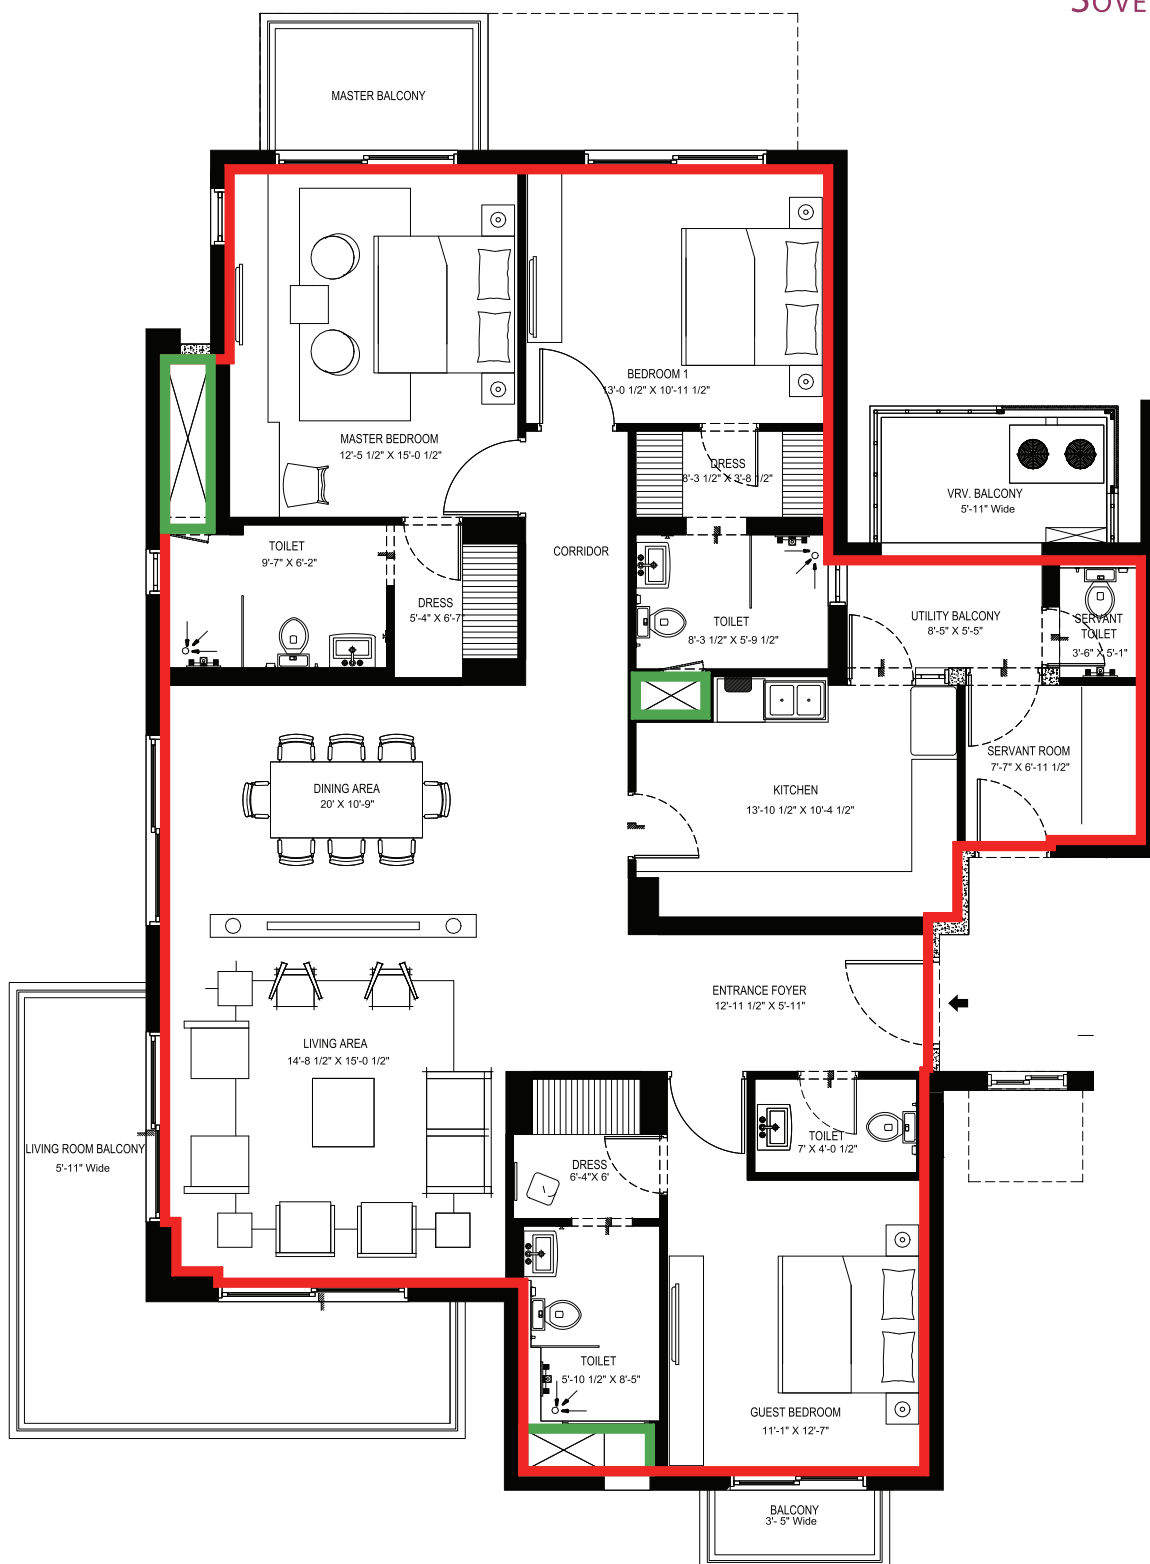 SOVE
MASTER BALCONY
BEDROOM 1
13'-0 1/2" X 10'-11 1/2"
MASTER BEDROOM
12'-5 1/2" X 15'-0 1/2"
DRESS
8'-3 1/2" X 3'-8 1/2"
VRV. BALCONY
5'-11" Wide
TOILET
9'-7" X 6'-2"
CORRIDOR
DRESS
5'-4" X 6'-7"
TOILET
8'-3 1/2" X 5'-9 1/2"
UTILITY BALCONY
8'-5" X 5'-5"
SERVANT
TOILET
3'-6" X 5'-1"
SERVANT ROOM
7'-7" X 6'-11 1/2"
DINING AREA
20' X 10'-9"
KITCHEN
13'-10 1/2" X 10'-4 1/2"
ENTRANCE FOYER
12'-11 1/2" X 5'-11"
LIVING AREA
14'-8 1/2" X 15'-0 1/2"
LIVING ROOM BALCONY
5'-11" Wide
TOILET
7' X 4'-0 1/2"
DRESS
6'-4"X 6'
TOILET
5'-10 1/2" X 8'-5"
GUEST BEDROOM
11'-1" X 12'-7"
BALCONY
3'- 5" Wide